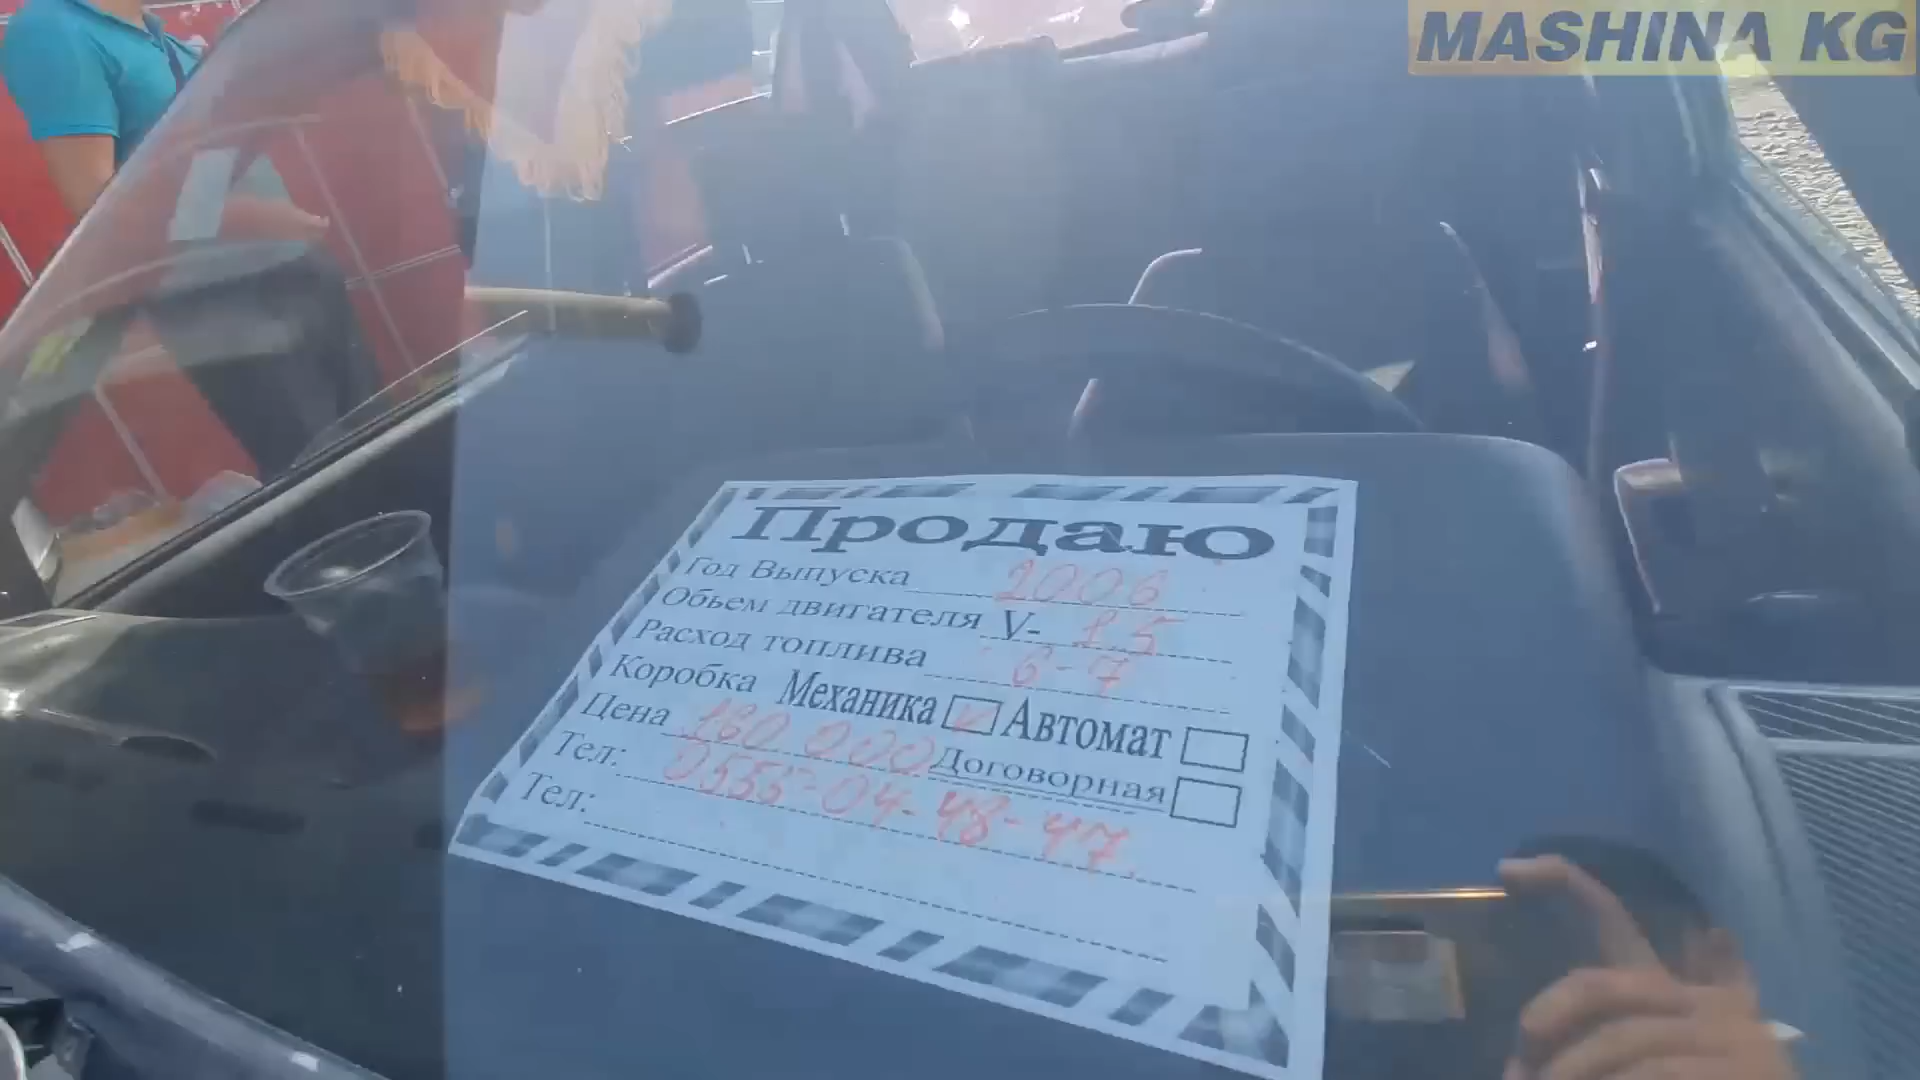 MASHINA KG
Продаю
Год Выпуска 2006
Обьем двигателя V- 1.5
Расход топлива 6-7
Коробка Механика Автомат
Цена 160 000 Договорная
Тел: 0555-04-48-47
Тел: